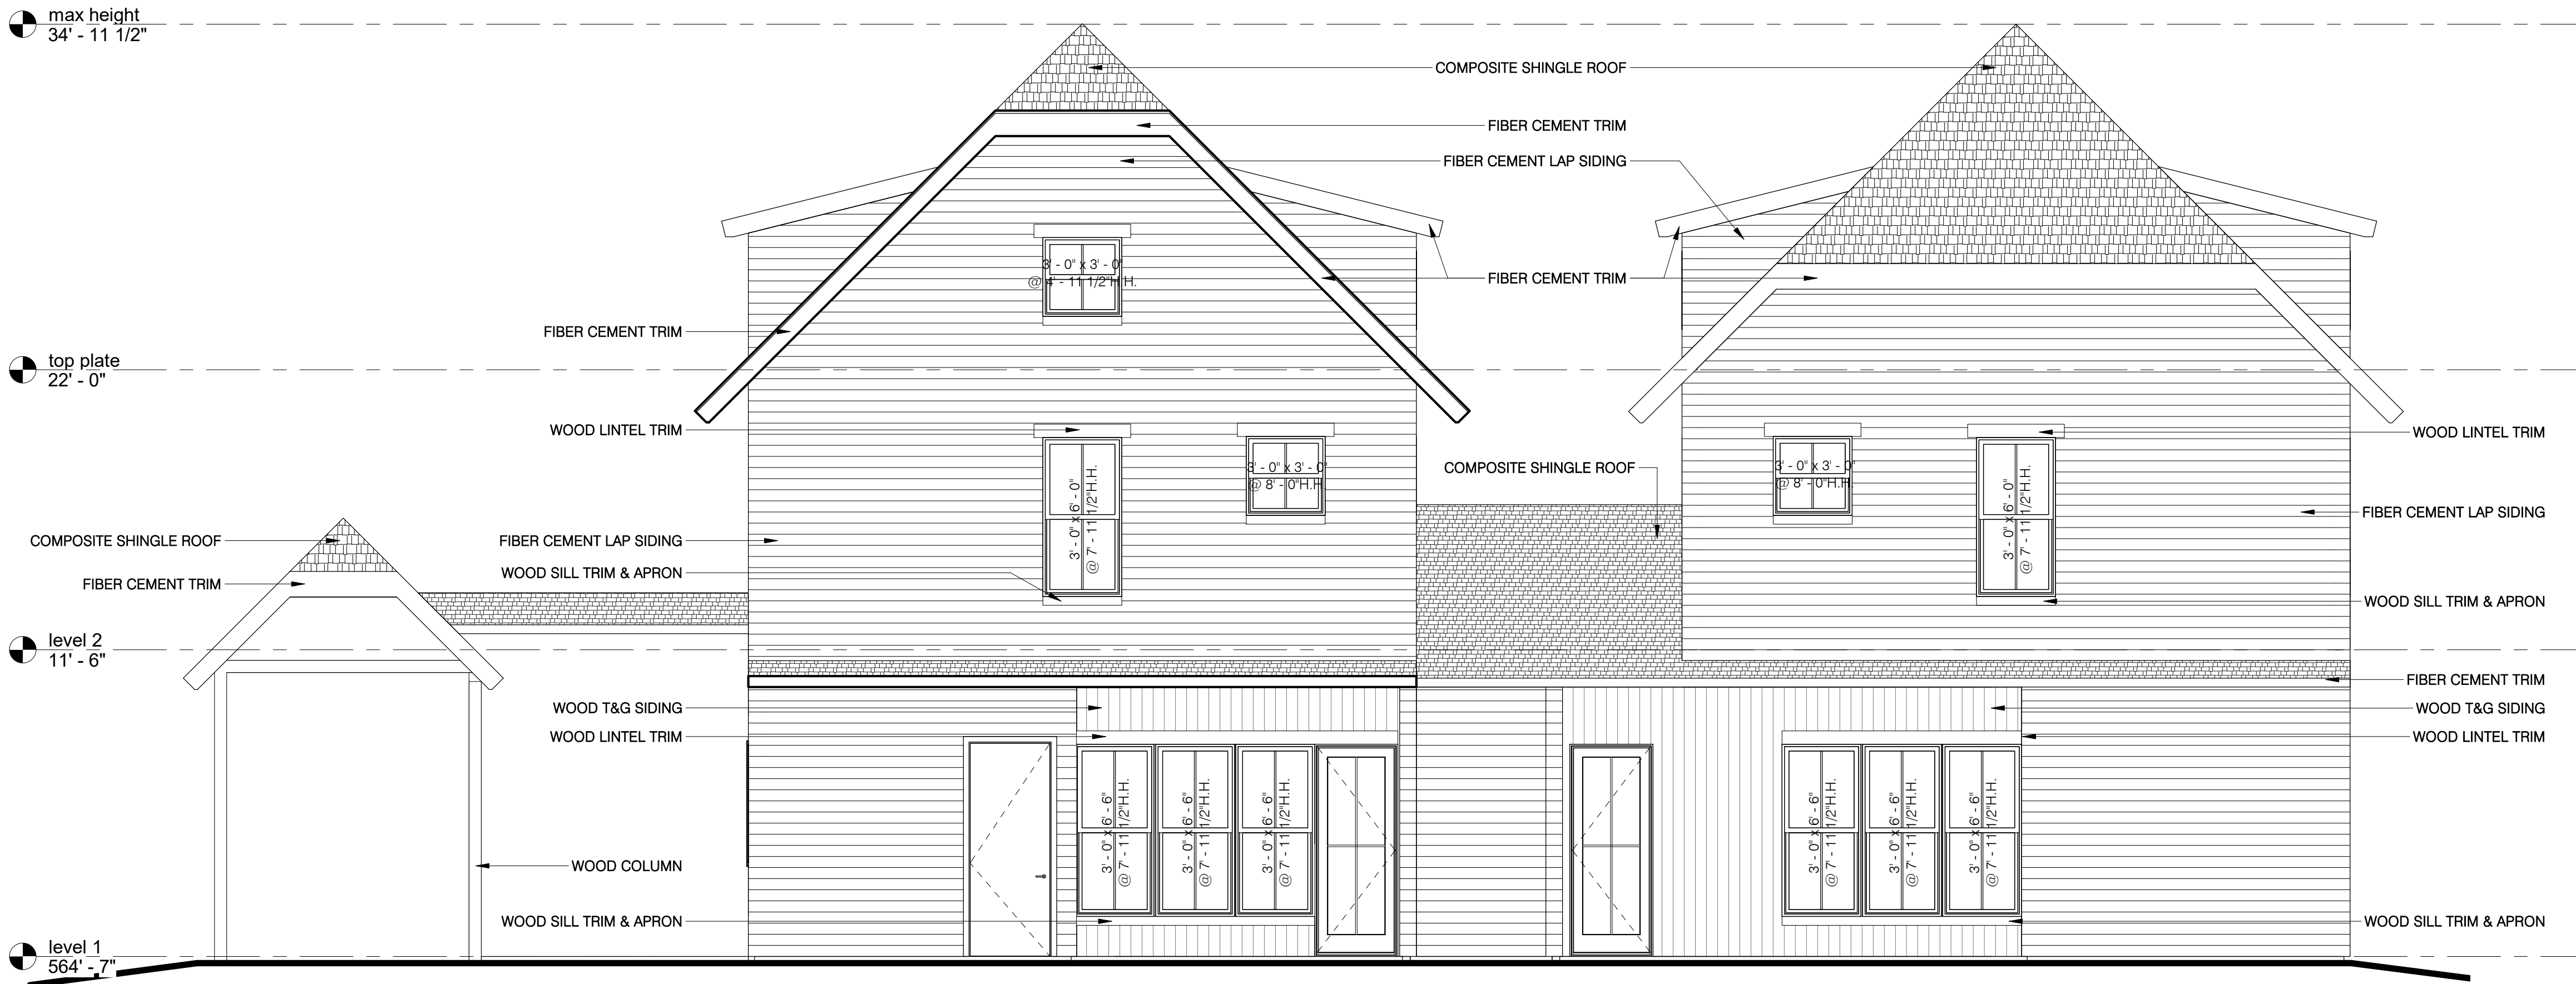 max height
34' - 11 1/2"
COMPOSITE SHINGLE ROOF
FIBER CEMENT TRIM
FIBER CEMENT LAP SIDING
3' - 0" x 3' - 0"
@ 4' - 11 1/2"H.H.
FIBER CEMENT TRIM
FIBER CEMENT TRIM
top plate
22' - 0"
WOOD LINTEL TRIM
WOOD LINTEL TRIM
3' - 0" x 6' - 0"
@ 7' - 11 1/2"H.H.
3' - 0" x 3' - 0"
@ 8' - 0"H.H.
COMPOSITE SHINGLE ROOF
3' - 0" x 3' - 0"
@ 8' - 0"H.H.
3' - 0" x 6' - 0"
@ 7' - 11 1/2"H.H.
FIBER CEMENT LAP SIDING
COMPOSITE SHINGLE ROOF
FIBER CEMENT LAP SIDING
WOOD SILL TRIM & APRON
FIBER CEMENT TRIM
WOOD SILL TRIM & APRON
level 2
11' - 6"
FIBER CEMENT TRIM
WOOD T&G SIDING
WOOD T&G SIDING
WOOD LINTEL TRIM
WOOD LINTEL TRIM
3' - 0" x 6' - 6"
@ 7' - 11 1/2"H.H.
3' - 0" x 6' - 6"
@ 7' - 11 1/2"H.H.
3' - 0" x 6' - 6"
@ 7' - 11 1/2"H.H.
3' - 0" x 6' - 6"
@ 7' - 11 1/2"H.H.
3' - 0" x 6' - 6"
@ 7' - 11 1/2"H.H.
3' - 0" x 6' - 6"
@ 7' - 11 1/2"H.H.
WOOD COLUMN
WOOD SILL TRIM & APRON
WOOD SILL TRIM & APRON
level 1
564' - 7"